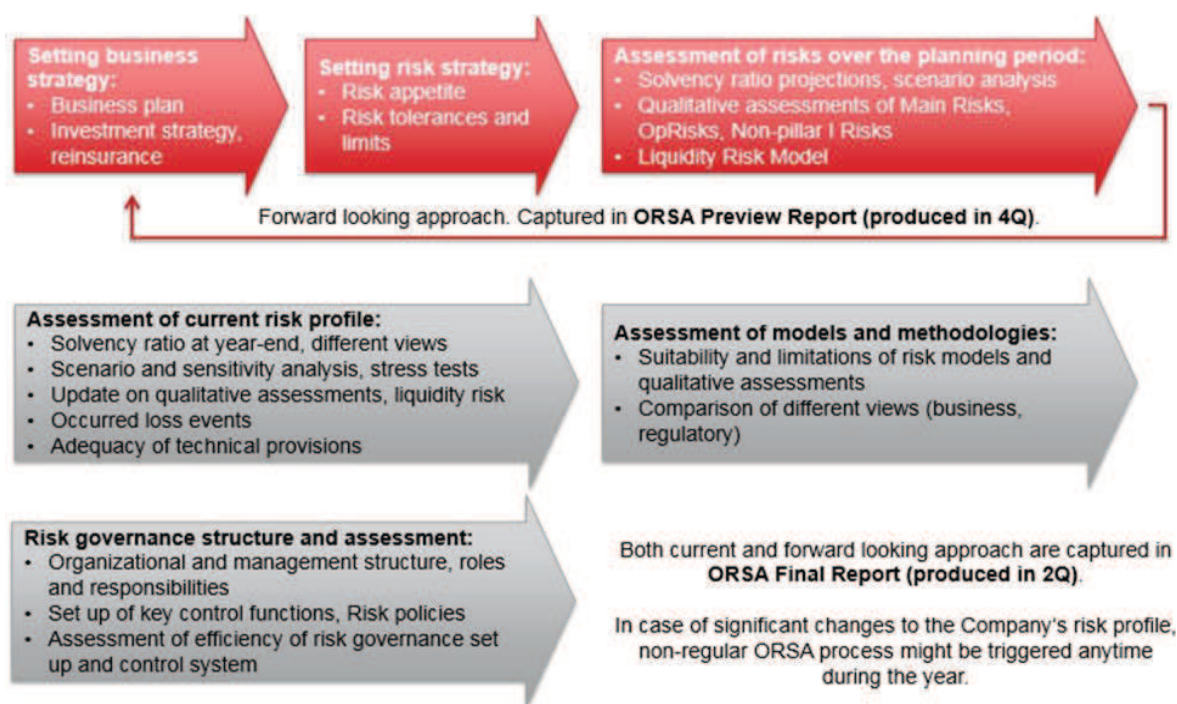 Setting business
strategy:
• Business plan
• Investment strategy,
reinsurance
Setting risk strategy:
• Risk appetite
• Risk tolerances and
limits
Assessment of risks over the planning period:
• Solvency ratio projections, scenario analysis
• Qualitative assessments of Main Risks,
OpRisks, Non-pillar I Risks
• Liquidity Risk Model
Forward looking approach. Captured in ORSA Preview Report (produced in 4Q).
Assessment of current risk profile:
• Solvency ratio at year-end, different views
• Scenario and sensitivity analysis, stress tests
• Update on qualitative assessments, liquidity risk
• Occurred loss events
• Adequacy of technical provisions
Assessment of models and methodologies:
• Suitability and limitations of risk models and
qualitative assessments
• Comparison of different views (business,
regulatory)
Risk governance structure and assessment:
• Organizational and management structure, roles
and responsibilities
• Set up of key control functions, Risk policies
• Assessment of efficiency of risk governance set
up and control system
Both current and forward looking approach are captured in
ORSA Final Report (produced in 2Q).
In case of significant changes to the Company's risk profile,
non-regular ORSA process might be triggered anytime
during the year.